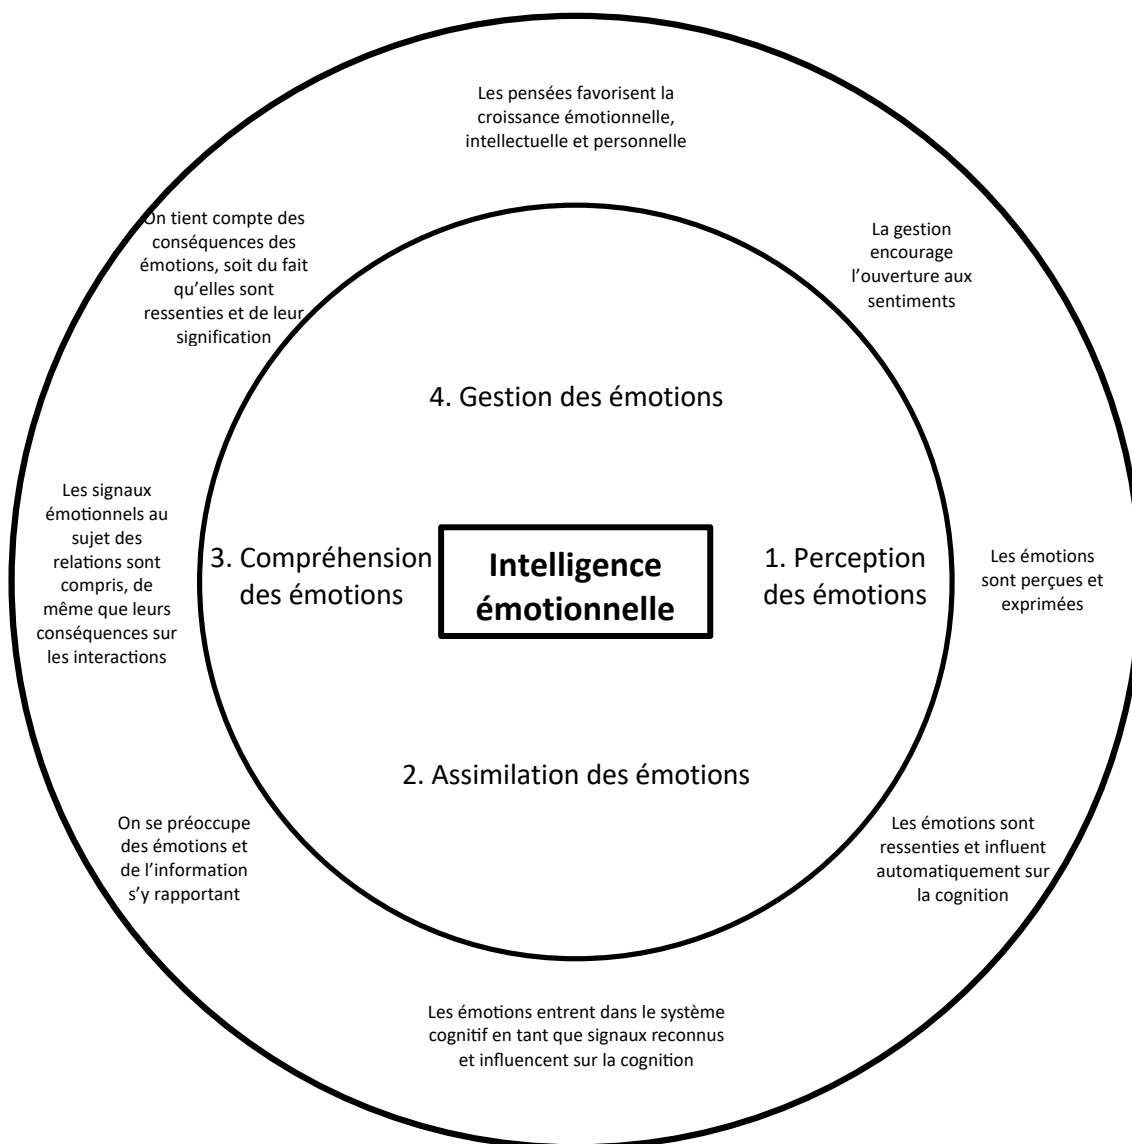 Les pensées favorisent la
croissance émotionnelle,
intellectuelle et personnelle
On tient compte des
conséquences des
émotions, soit du fait
qu'elles sont
ressenties et de leur
signification
La gestion
encourage
l'ouverture aux
sentiments
4. Gestion des émotions
Les signaux
émotionnels au
sujet des
relations sont
compris, de
même que leurs
conséquences sur
les interactions
3. Compréhension
des émotions
Intelligence
émotionnelle
1. Perception
des émotions
Les émotions
sont perçues et
exprimées
2. Assimilation des émotions
On se préoccupe
des émotions et
de l'information
s'y rapportant
Les émotions sont
ressenties et influent
automatiquement sur
la cognition
Les émotions entrent dans le système
cognitif en tant que signaux reconnus
et influencent sur la cognition